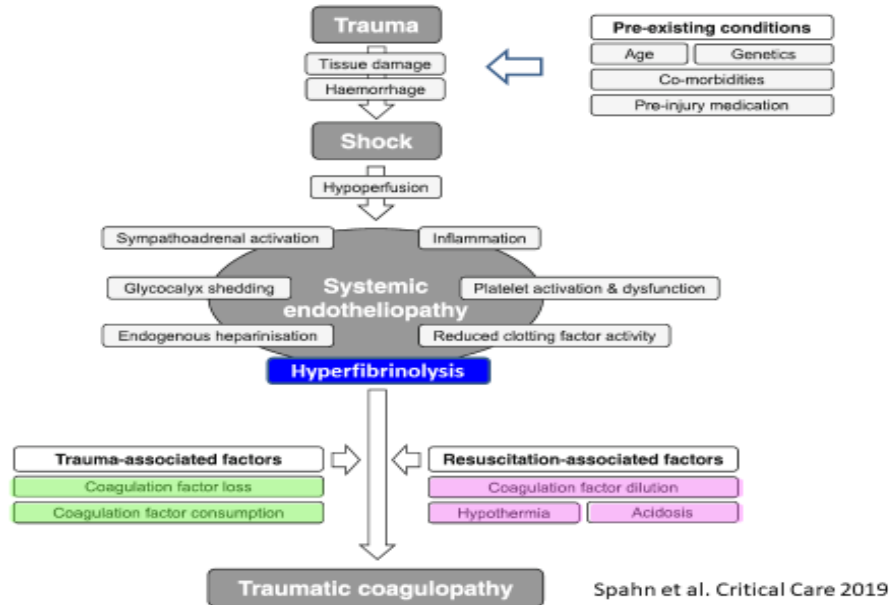 Trauma
Pre-existing conditions
Tissue damage
Age
Genetics
Haemorrhage
Co-morbidities
Pre-injury medication
Shock
Hypoperfusion
Sympathoadrenal activation
Inflammation
Glycocalyx shedding
Systemic
endotheliopathy
Platelet activation & dysfunction
Endogenous heparinisation
Reduced clotting factor activity
Hyperfibrinolysis
Trauma-associated factors
Resuscitation-associated factors
Coagulation factor loss
Coagulation factor dilution
Coagulation factor consumption
Hypothermia
Acidosis
Traumatic coagulopathy
Spahn et al. Critical Care 2019